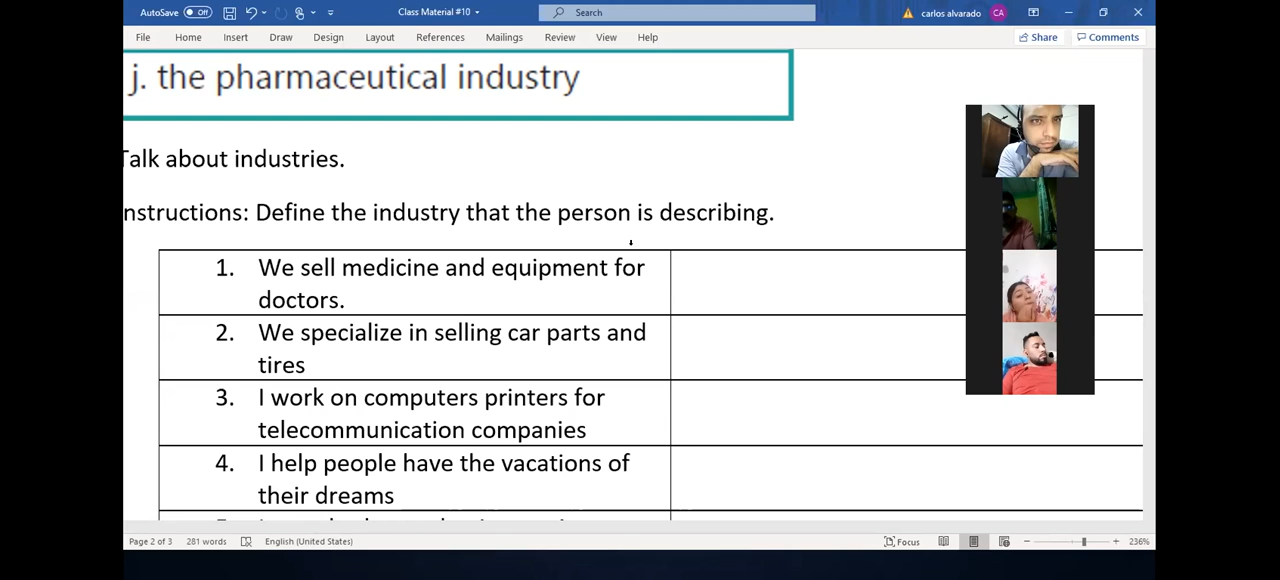 AutoSave Off Class Material #10 Search carlos alvarado CA
File Home Insert Draw Design Layout References Mailings Review View Help Share Comments
j. the pharmaceutical industry
Talk about industries.
nstructions: Define the industry that the person is describing.
1. We sell medicine and equipment for
doctors.
2. We specialize in selling car parts and
tires
3. I work on computers printers for
telecommunication companies
4. I help people have the vacations of
their dreams
Page 2 of 3 281 words English (United States) Focus 236%